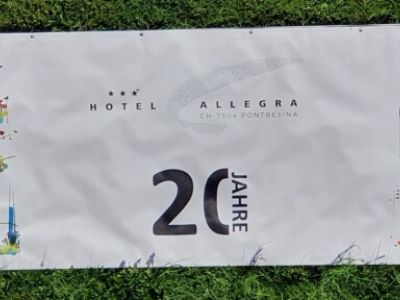 ★★★
HOTEL ALLEGRA
CH 7504 PONTRESINA
20 JAHRE